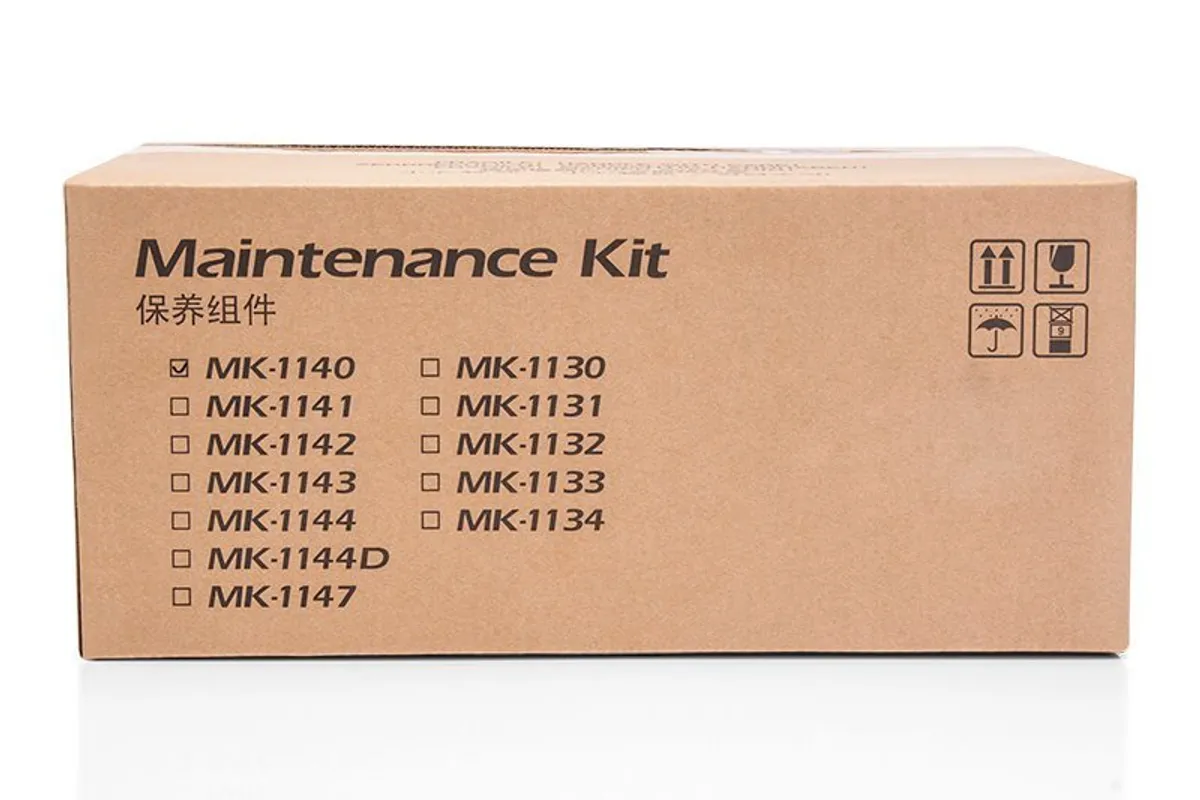 Maintenance Kit
保养组件
☑ MK-1140
☐ MK-1141
☐ MK-1142
☐ MK-1143
☐ MK-1144
☐ MK-1144D
☐ MK-1147
☐ MK-1130
☐ MK-1131
☐ MK-1132
☐ MK-1133
☐ MK-1134
9